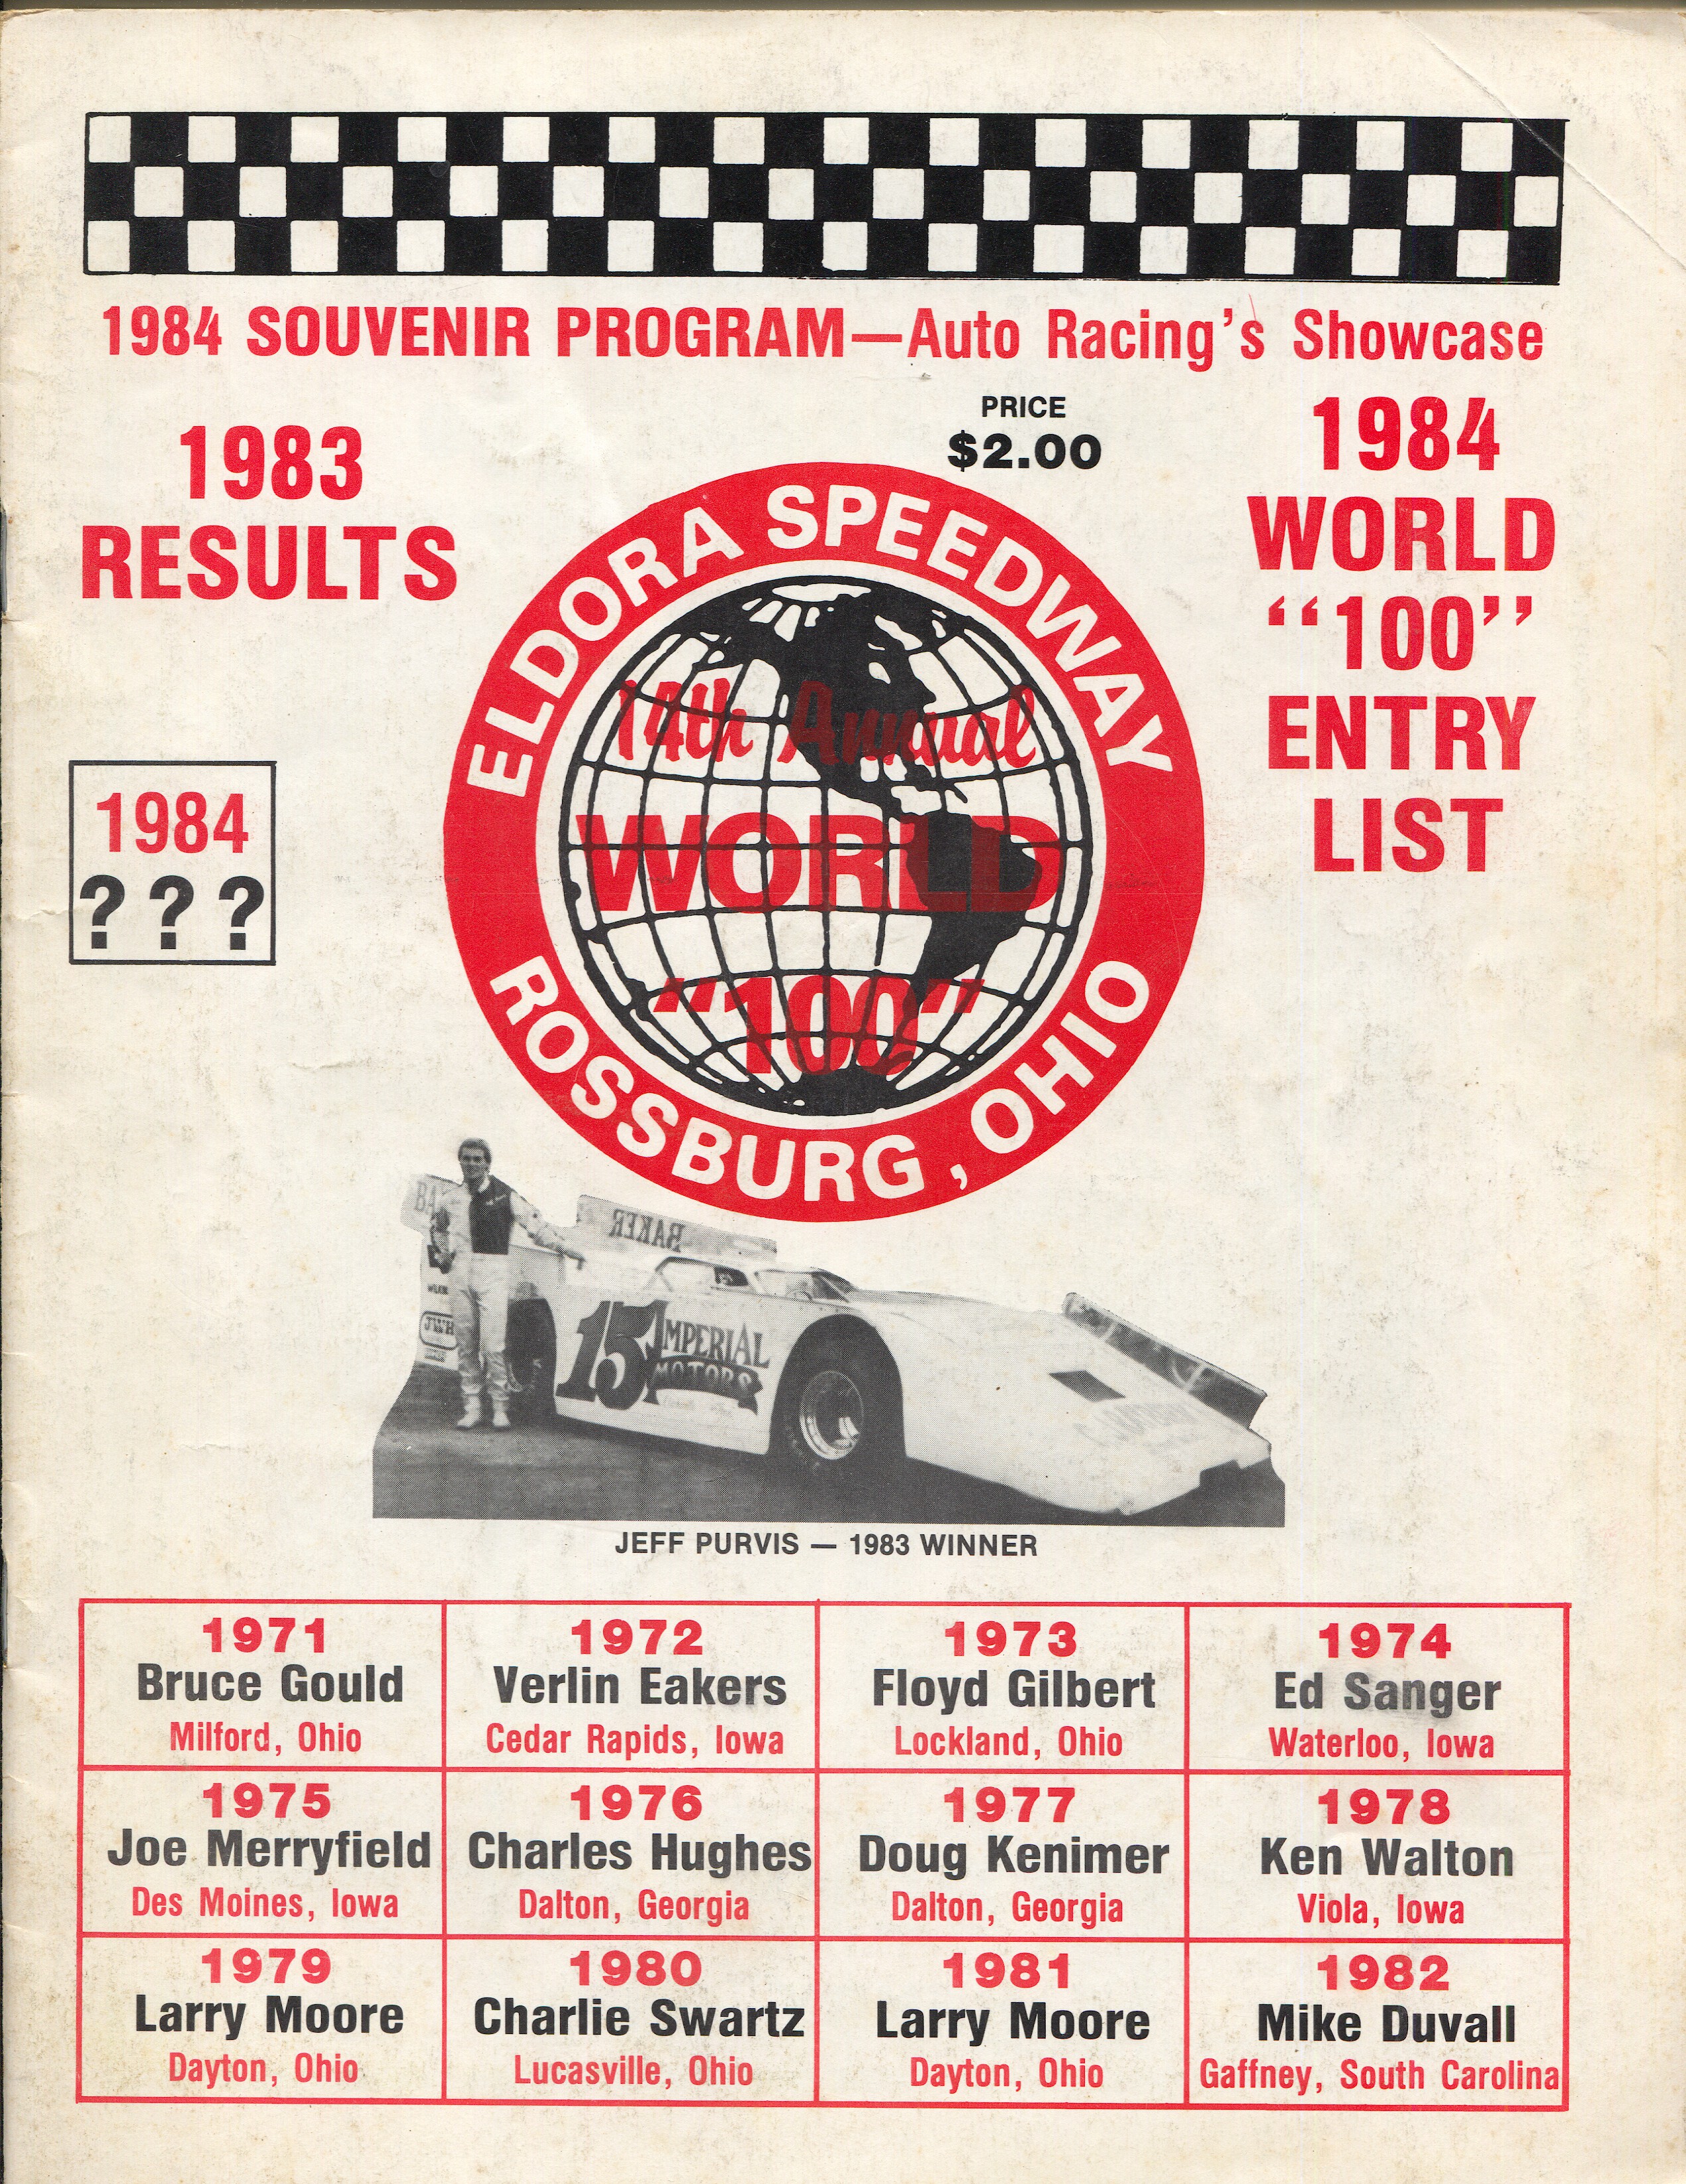 1984 SOUVENIR PROGRAM—Auto Racing's Showcase
PRICE
$2.00
1983
RESULTS
1984
WORLD
“100”
ENTRY
LIST
1984
? ? ?
ELDORA SPEEDWAY
14th Annual
WORLD
“100”
ROSSBURG, OHIO
BA
BAKER
JWH
15 IMPERIAL
MOTORS
JEFF PURVIS — 1983 WINNER
1971
Bruce Gould
Milford, Ohio
1972
Verlin Eakers
Cedar Rapids, Iowa
1973
Floyd Gilbert
Lockland, Ohio
1974
Ed Sanger
Waterloo, Iowa
1975
Joe Merryfield
Des Moines, Iowa
1976
Charles Hughes
Dalton, Georgia
1977
Doug Kenimer
Dalton, Georgia
1978
Ken Walton
Viola, Iowa
1979
Larry Moore
Dayton, Ohio
1980
Charlie Swartz
Lucasville, Ohio
1981
Larry Moore
Dayton, Ohio
1982
Mike Duvall
Gaffney, South Carolina